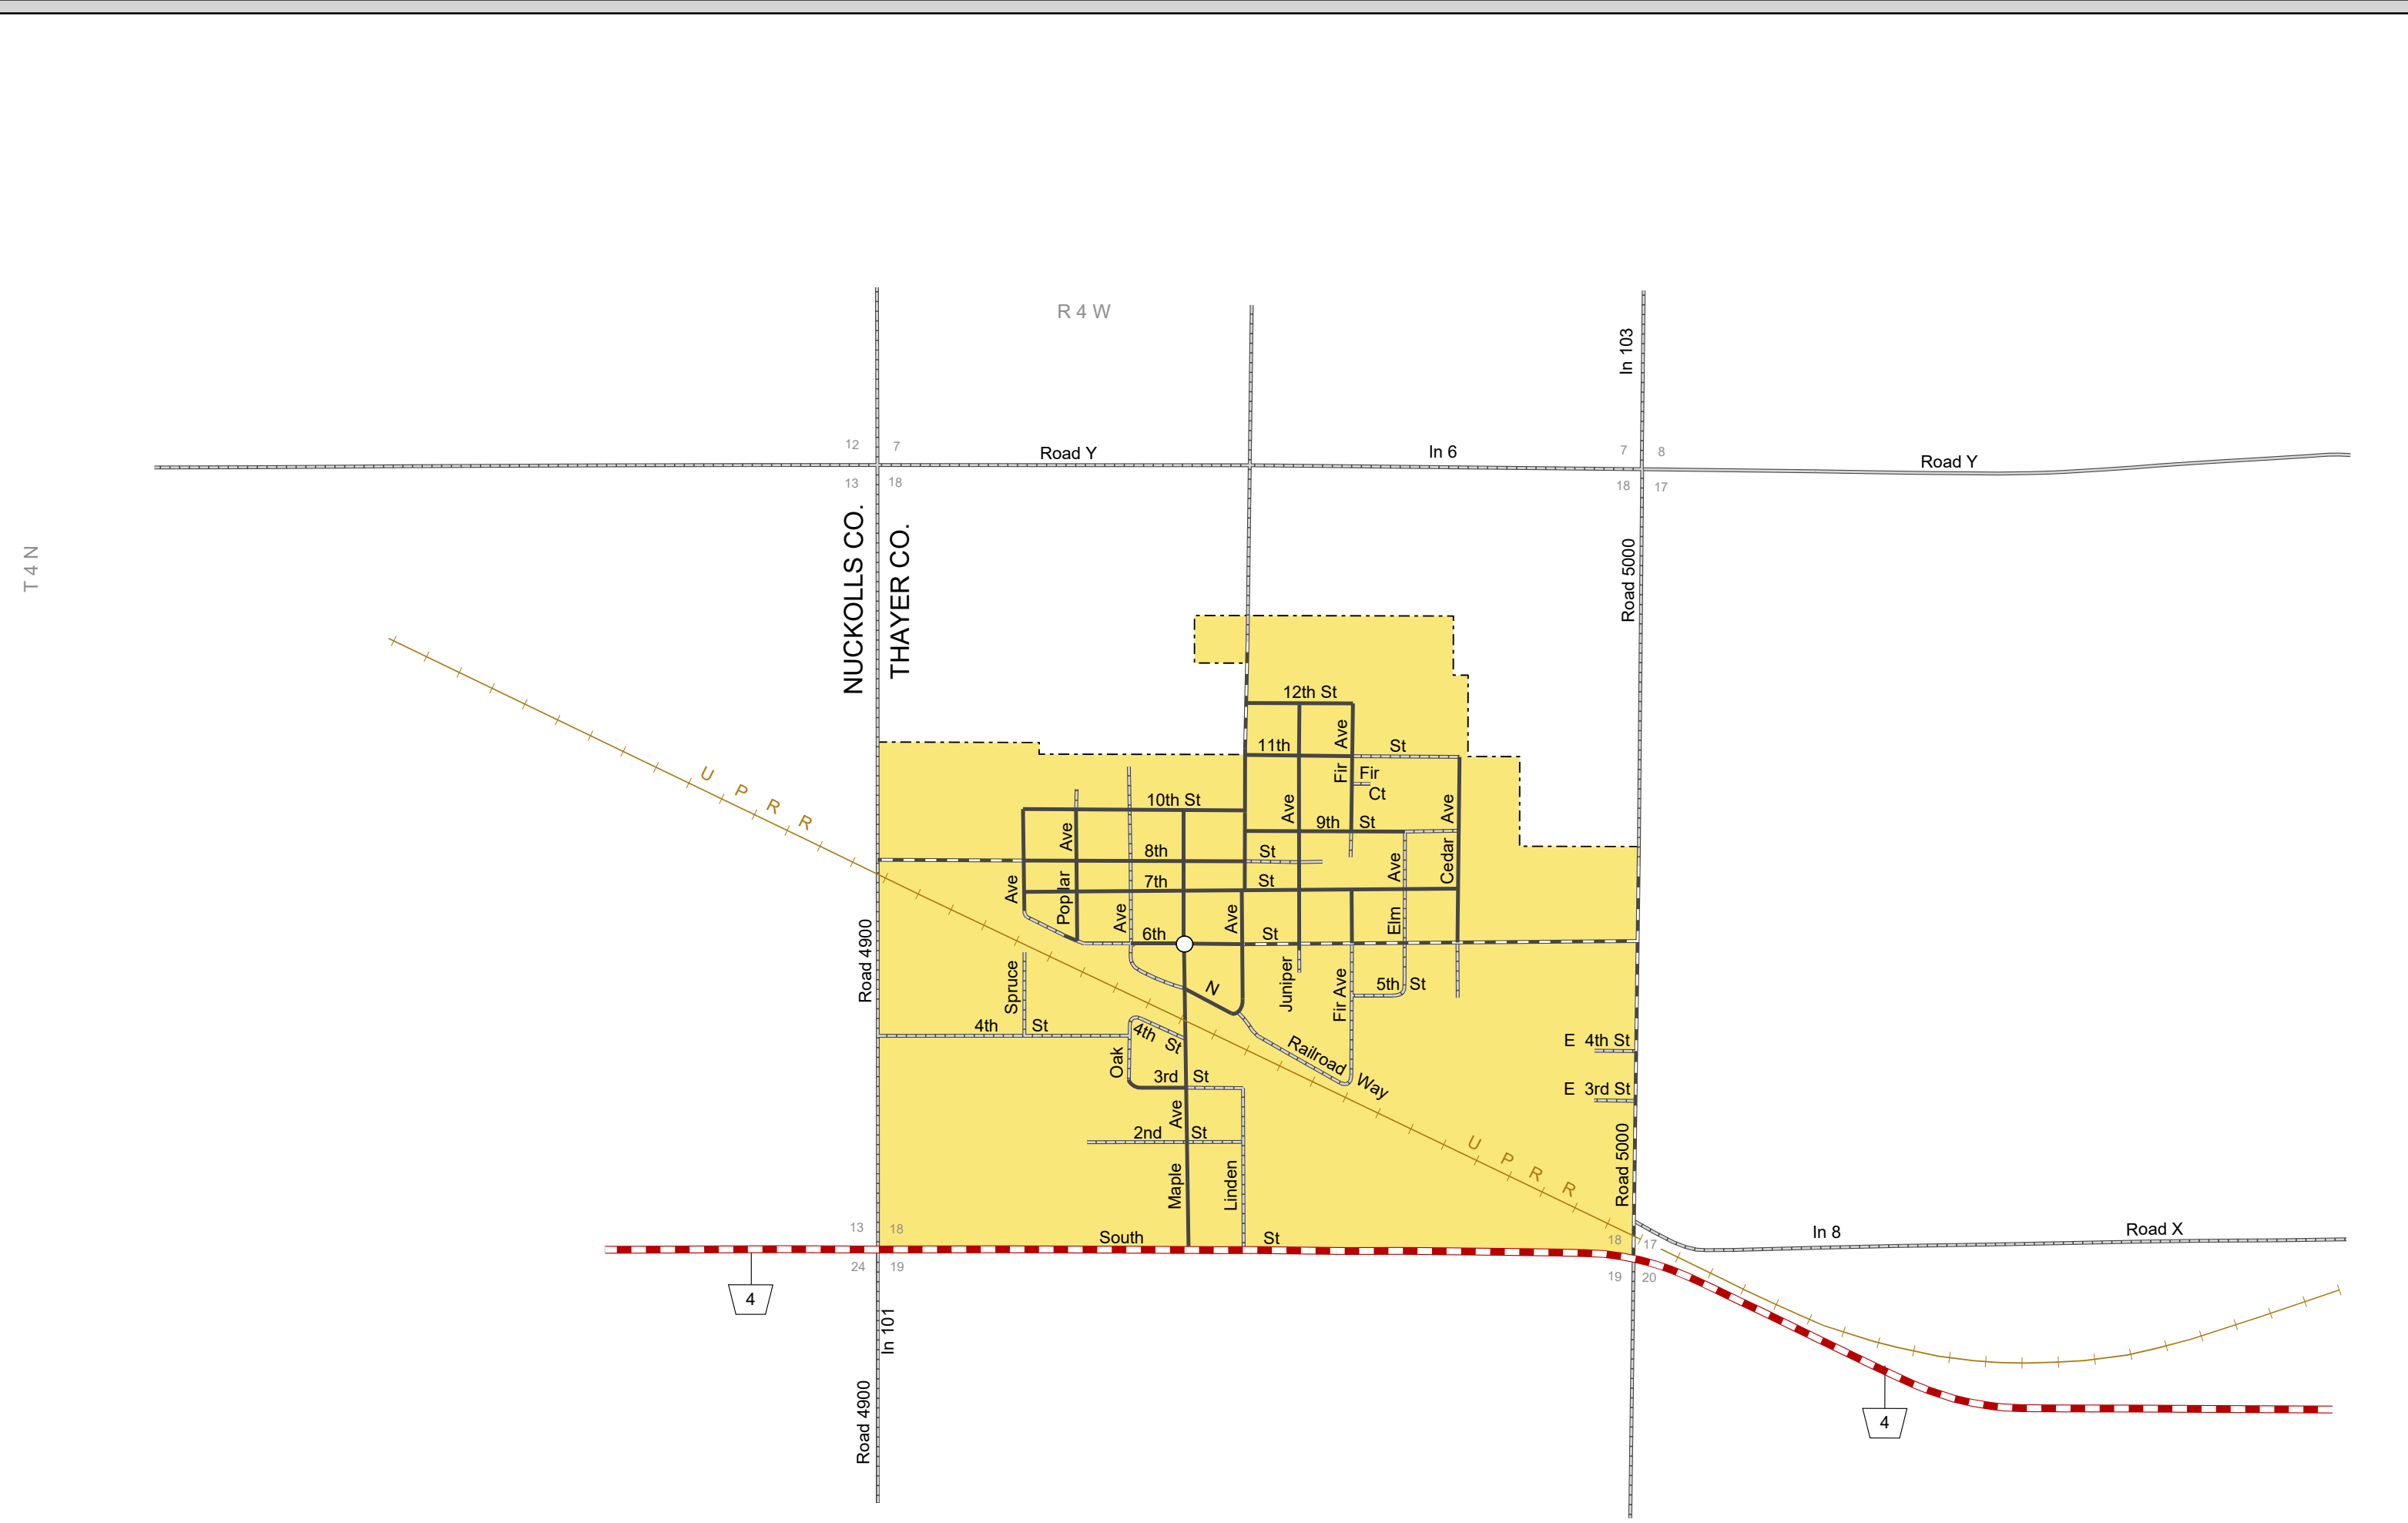 R 4 W
ln 103
12
7
Road Y
ln 6
7
8
Road Y
13
18
18
17
T 4 N
NUCKOLLS CO.
THAYER CO.
Road 5000
12th St
Ave
11th
St
U P R R
Fir
Fir
Ct
10th St
Ave
Ave
9th
St
Ave
8th
St
Ave
Cedar
7th
St
Ave
Poplar
Ave
Ave
Elm
6th
St
Road 4900
Spruce
N
Juniper
Fir Ave
5th St
4th
St
4th St
Oak
Railroad Way
E 4th St
3rd
St
E 3rd St
Ave
2nd
St
U P R R
Road 5000
Maple
Linden
13
18
South
St
18
17
ln 8
Road X
24
19
19
20
4
ln 101
Road 4900
4